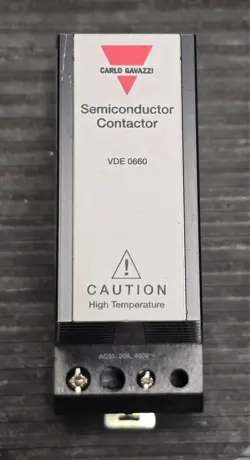 CARLO GAVAZZI
Semiconductor
Contactor
VDE 0660
CAUTION
High Temperature